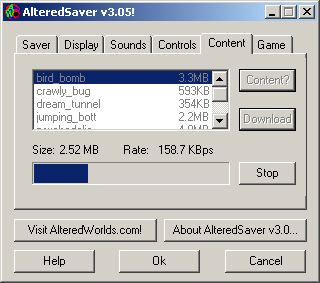 AlteredSaver v3.05!
Saver Display Sounds Controls Content Game
bird_bomb 3.3MB
crawly_bug 593KB
dream_tunnel 354KB
jumping_bott 2.2MB
Content?
Download
Size: 2.52 MB Rate: 158.7 KBps
Stop
Visit AlteredWorlds.com! About AlteredSaver v3.0...
Help Ok Cancel